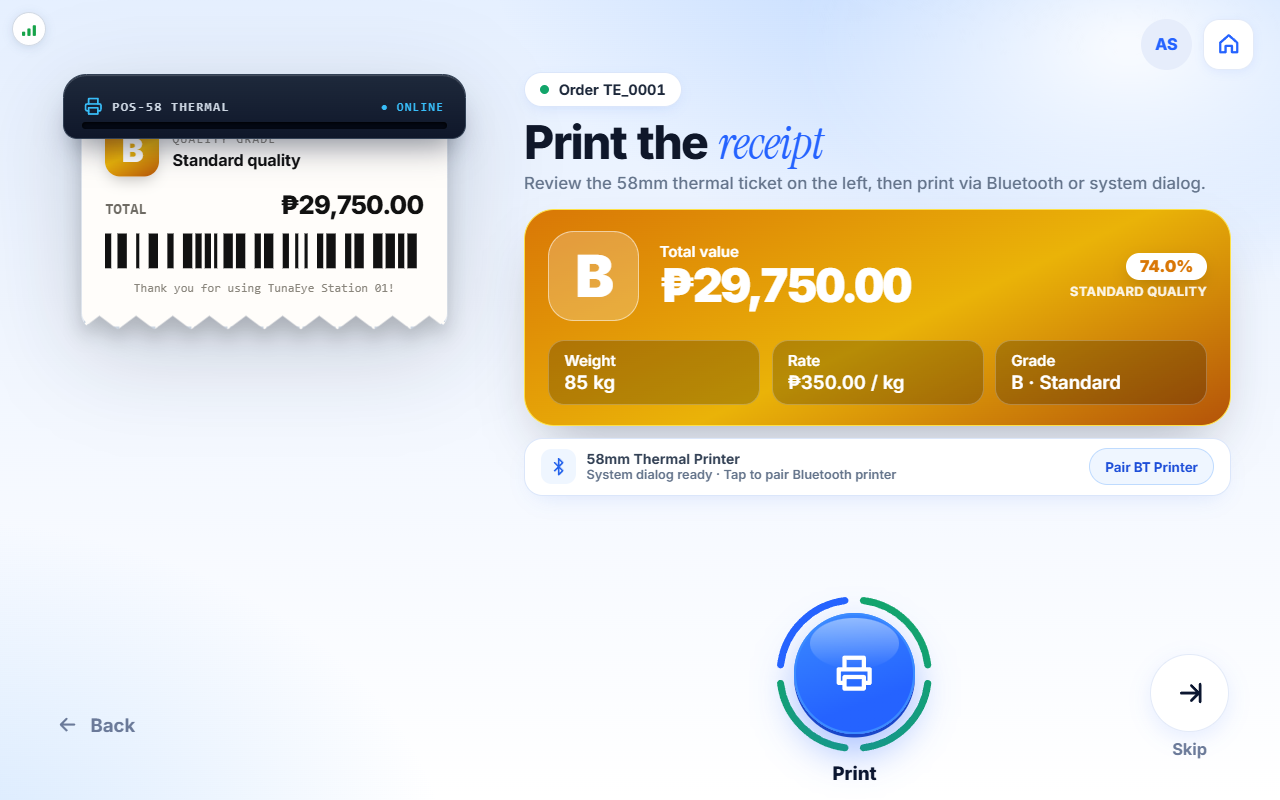 POS-58 THERMAL
● ONLINE
B
QUALITY GRADE
Standard quality
TOTAL
₱29,750.00
Thank you for using TunaEye Station 01!
AS
Order TE_0001
Print the receipt
Review the 58mm thermal ticket on the left, then print via Bluetooth or system dialog.
B
Total value
₱29,750.00
74.0%
STANDARD QUALITY
Weight
85 kg
Rate
₱350.00 / kg
Grade
B · Standard
58mm Thermal Printer
System dialog ready · Tap to pair Bluetooth printer
Pair BT Printer
Back
Print
Skip